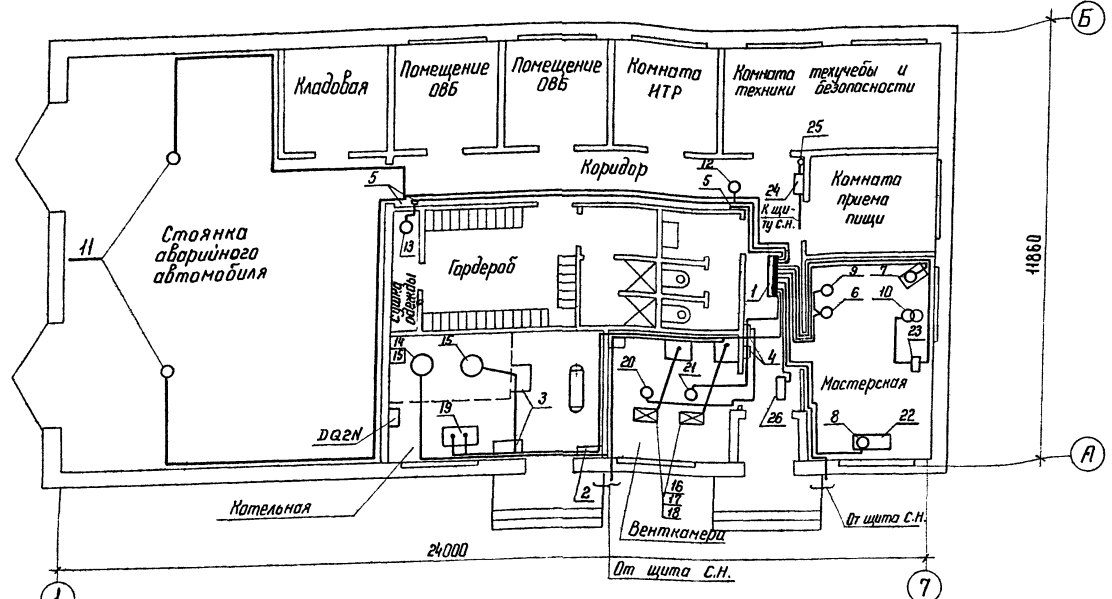 Б
Кладовая
Помещение
ОВБ
Помещение
ОВБ
Комната
ИТР
Комната техучебы и
техники безопасности
25
Коридор
12
24
К щи-
ту С.Н.
Комната
приема
пищи
5
5
11
Стоянка
аварийного
автомобиля
13
Гардероб
Сушка
одежды
1
9
7
6
10
23
11860
14
15
15
3
20
21
4
26
Мастерская
19
DQ2N
8
22
А
2
16
17
18
Котельная
Венткамера
От щита С.Н.
24000
От щита С.Н.
1
7